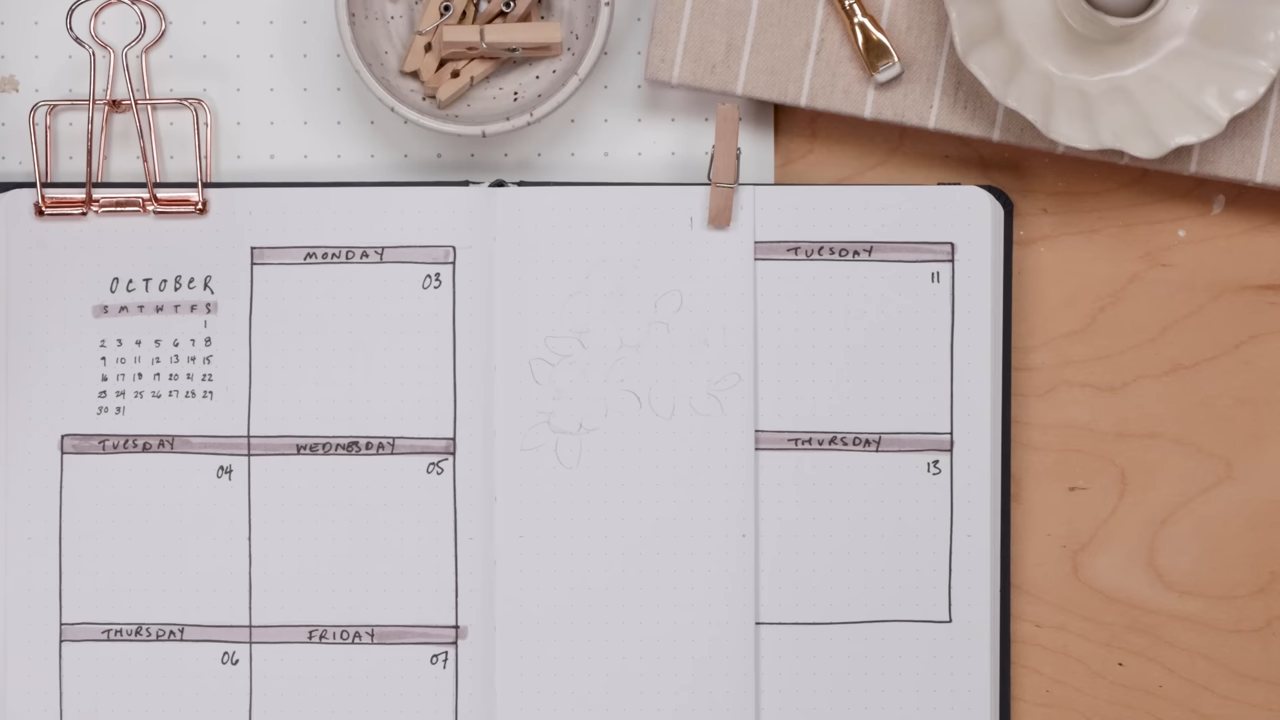 MONDAY
03
OCTOBER
S M T W T F S
1
2 3 4 5 6 7 8
9 10 11 12 13 14 15
16 17 18 19 20 21 22
23 24 25 26 27 28 29
30 31
TUESDAY WEDNESDAY
04 05
THURSDAY FRIDAY
06 07
TUESDAY
11
THURSDAY
13